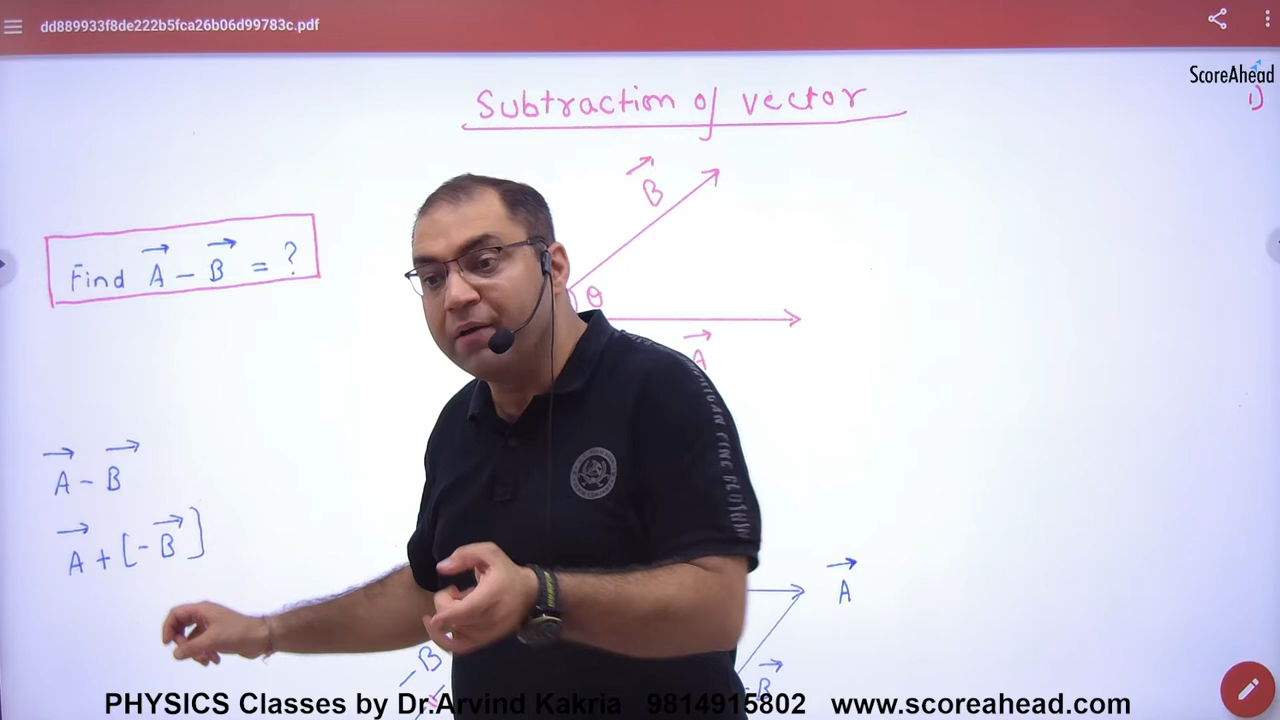 dd889933f8de222b5fca26b06d99783c.pdf
ScoreAhead
1)
Subtraction of vector
B
Find A - B = ?
θ
A
A - B
A + [-B]
A
B
-B
PHYSICS Classes by Dr.Arvind Kakria 9814915802 www.scoreahead.com